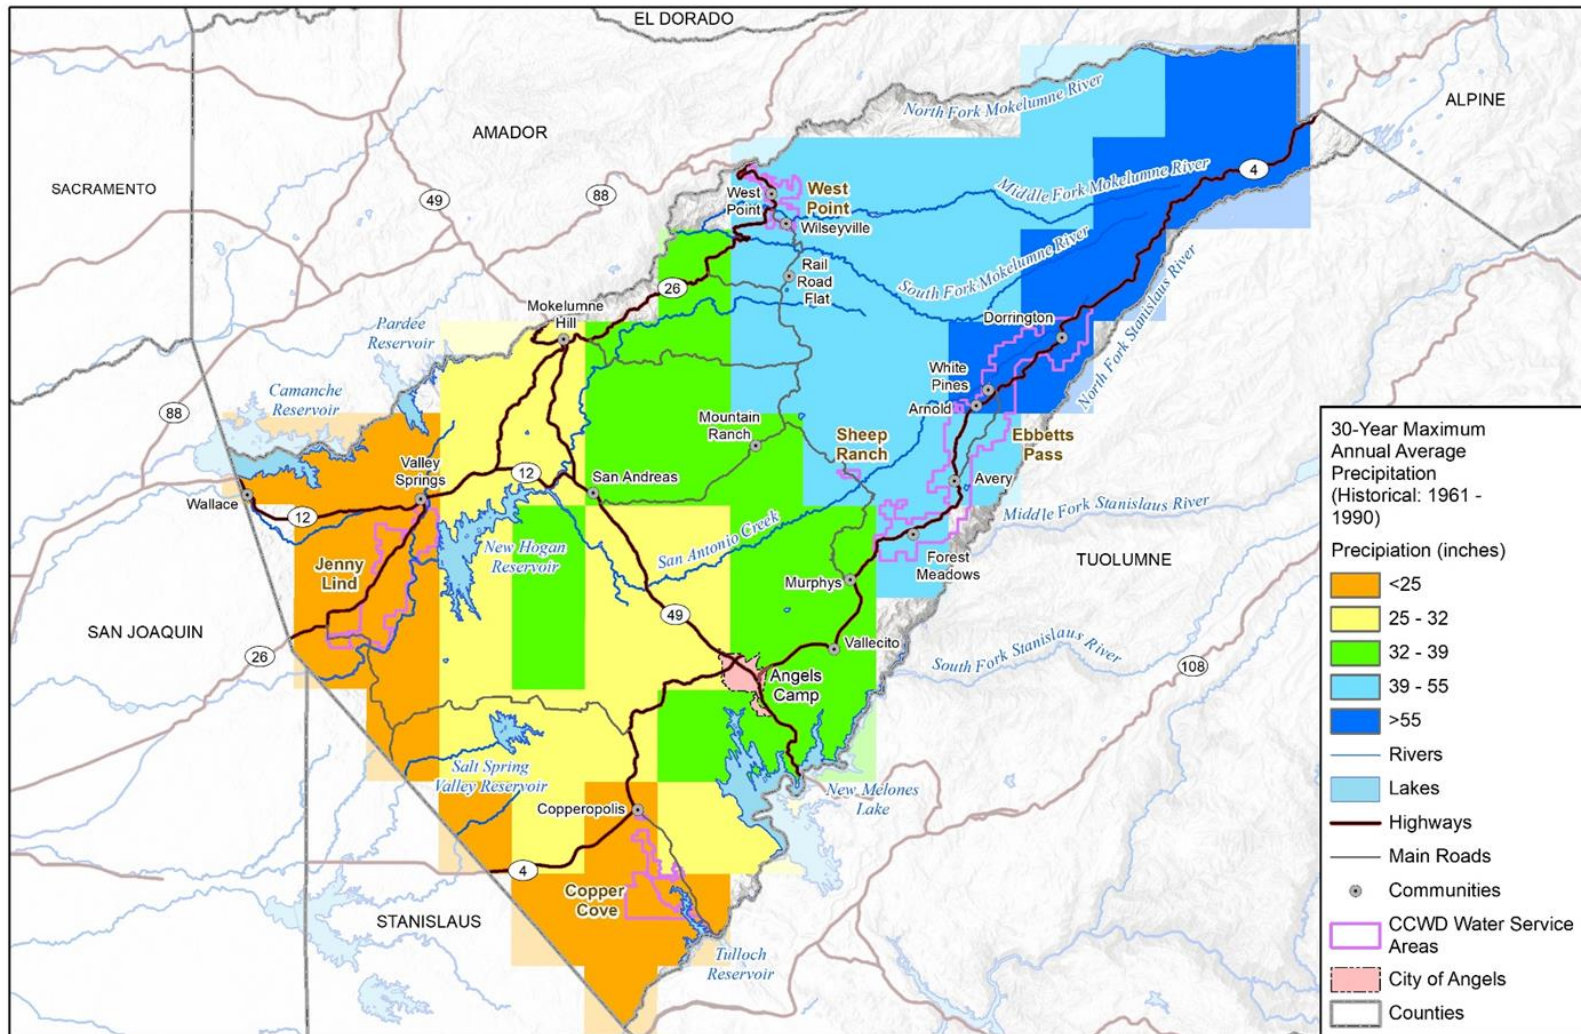 EL DORADO
ALPINE
AMADOR
SACRAMENTO
North Fork Mokelumne River
4
Middle Fork Mokelumne River
88
49
West
Point
West
Point
Wilseyville
South Fork Mokelumne River
Rail
Road
Flat
26
Mokelumne
Hill
Pardee
Reservoir
Dorrington
North Fork Stanislaus River
White
Pines
Arnold
Camanche
Reservoir
88
Mountain
Ranch
Sheep
Ranch
Ebbetts
Pass
Valley
Springs
12
San Andreas
Avery
Wallace
12
Middle Fork Stanislaus River
San Antonio Creek
New Hogan
Reservoir
Forest
Meadows
TUOLUMNE
Jenny
Lind
Murphys
49
SAN JOAQUIN
26
Vallecito
South Fork Stanislaus River
108
Angels
Camp
Salt Spring
Valley Reservoir
New Melones
Lake
Copperopolis
4
Copper
Cove
STANISLAUS
Tulloch
Reservoir
30-Year Maximum
Annual Average
Precipitation
(Historical: 1961 -
1990)
Precipiation (inches)
<25
25 - 32
32 - 39
39 - 55
>55
Rivers
Lakes
Highways
Main Roads
Communities
CCWD Water Service
Areas
City of Angels
Counties